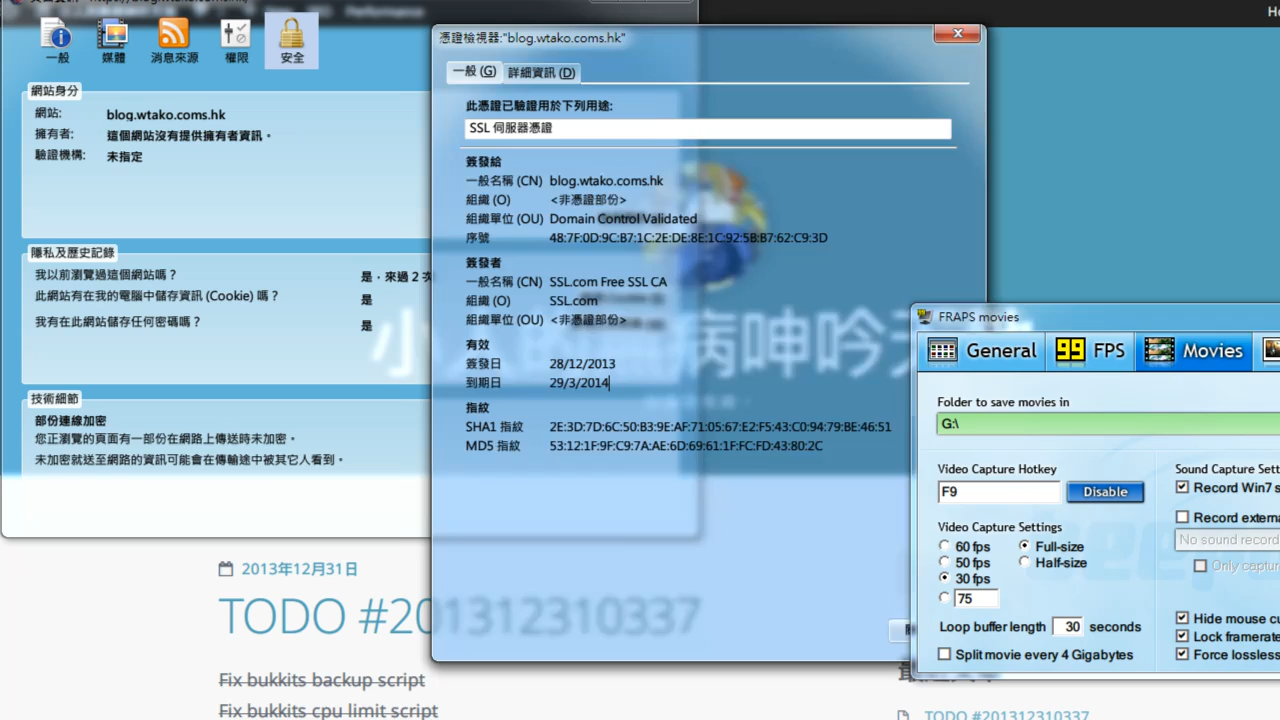 Performance
一般
媒體
消息來源
權限
安全
網站身分
網站: blog.wtako.coms.hk
擁有者: 這個網站沒有提供擁有者資訊。
驗證機構: 未指定
隱私及歷史記錄
我以前瀏覽過這個網站嗎？ 是，來過 2 次
此網站有在我的電腦中儲存資訊 (Cookie) 嗎？ 是
我有在此網站儲存任何密碼嗎？ 是
技術細節
部份連線加密
您正瀏覽的頁面有一部份在網路上傳送時未加密。
未加密就送至網路的資訊可能會在傳輸途中被其它人看到。
憑證檢視器:"blog.wtako.coms.hk"
一般 (G) 詳細資訊 (D)
此憑證已驗證用於下列用途:
SSL 伺服器憑證
簽發給
一般名稱 (CN) blog.wtako.coms.hk
組織 (O) <非憑證部份>
組織單位 (OU) Domain Control Validated
序號 48:7F:0D:9C:B7:1C:2E:DE:8E:1C:92:5B:B7:62:C9:3D
簽發者
一般名稱 (CN) SSL.com Free SSL CA
組織 (O) SSL.com
組織單位 (OU) <非憑證部份>
有效
簽發日 28/12/2013
到期日 29/3/2014
指紋
SHA1 指紋 2E:3D:7D:6C:50:B3:9E:AF:71:05:67:E2:F5:43:C0:94:79:BE:46:51
MD5 指紋 53:12:1F:9F:C9:7A:AE:6D:69:61:1F:FC:FD:43:80:2C
FRAPS movies
General FPS Movies
Folder to save movies in
G:\
Video Capture Hotkey
F9 Disable
Video Capture Settings
60 fps Full-size
50 fps Half-size
30 fps
75
Loop buffer length 30 seconds
Split movie every 4 Gigabytes
Sound Capture Sett
Record Win7 s
Record externa
No sound record
Only captur
Hide mouse cu
Lock framerate
Force lossless
病呻吟
2013年12月31日
TODO #201312310337
Fix bukkits backup script
Fix bukkits cpu limit script
TODO #201312310337